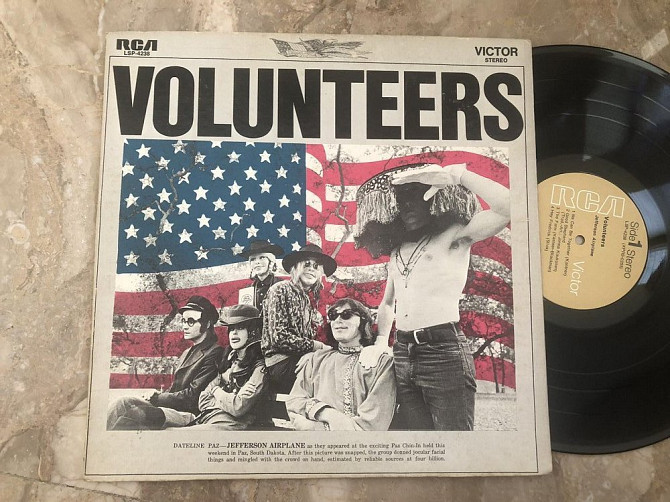 RCA
LSP-4238
VICTOR
STEREO
VOLUNTEERS
DATELINE PAZ—JEFFERSON AIRPLANE as they appeared at the exciting Paz Chin-In held this
weekend in Paz, South Dakota. After this picture was snapped, the group donned jocular facial
things and mingled with the crowd on hand, estimated by reliable sources at four billion.
RCA
Victor
Side 1 Stereo
LSP-4238
Volunteers
Jefferson Airplane